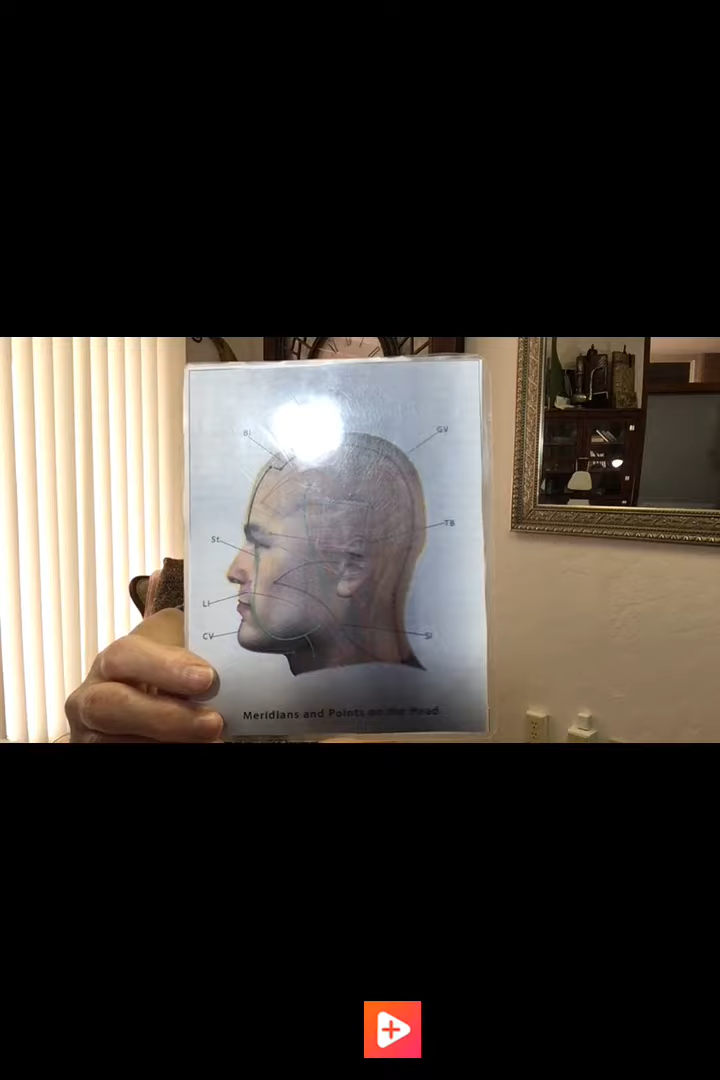 Bl
GV
TB
St
LI
CV
SI
Meridians and Points on the Head